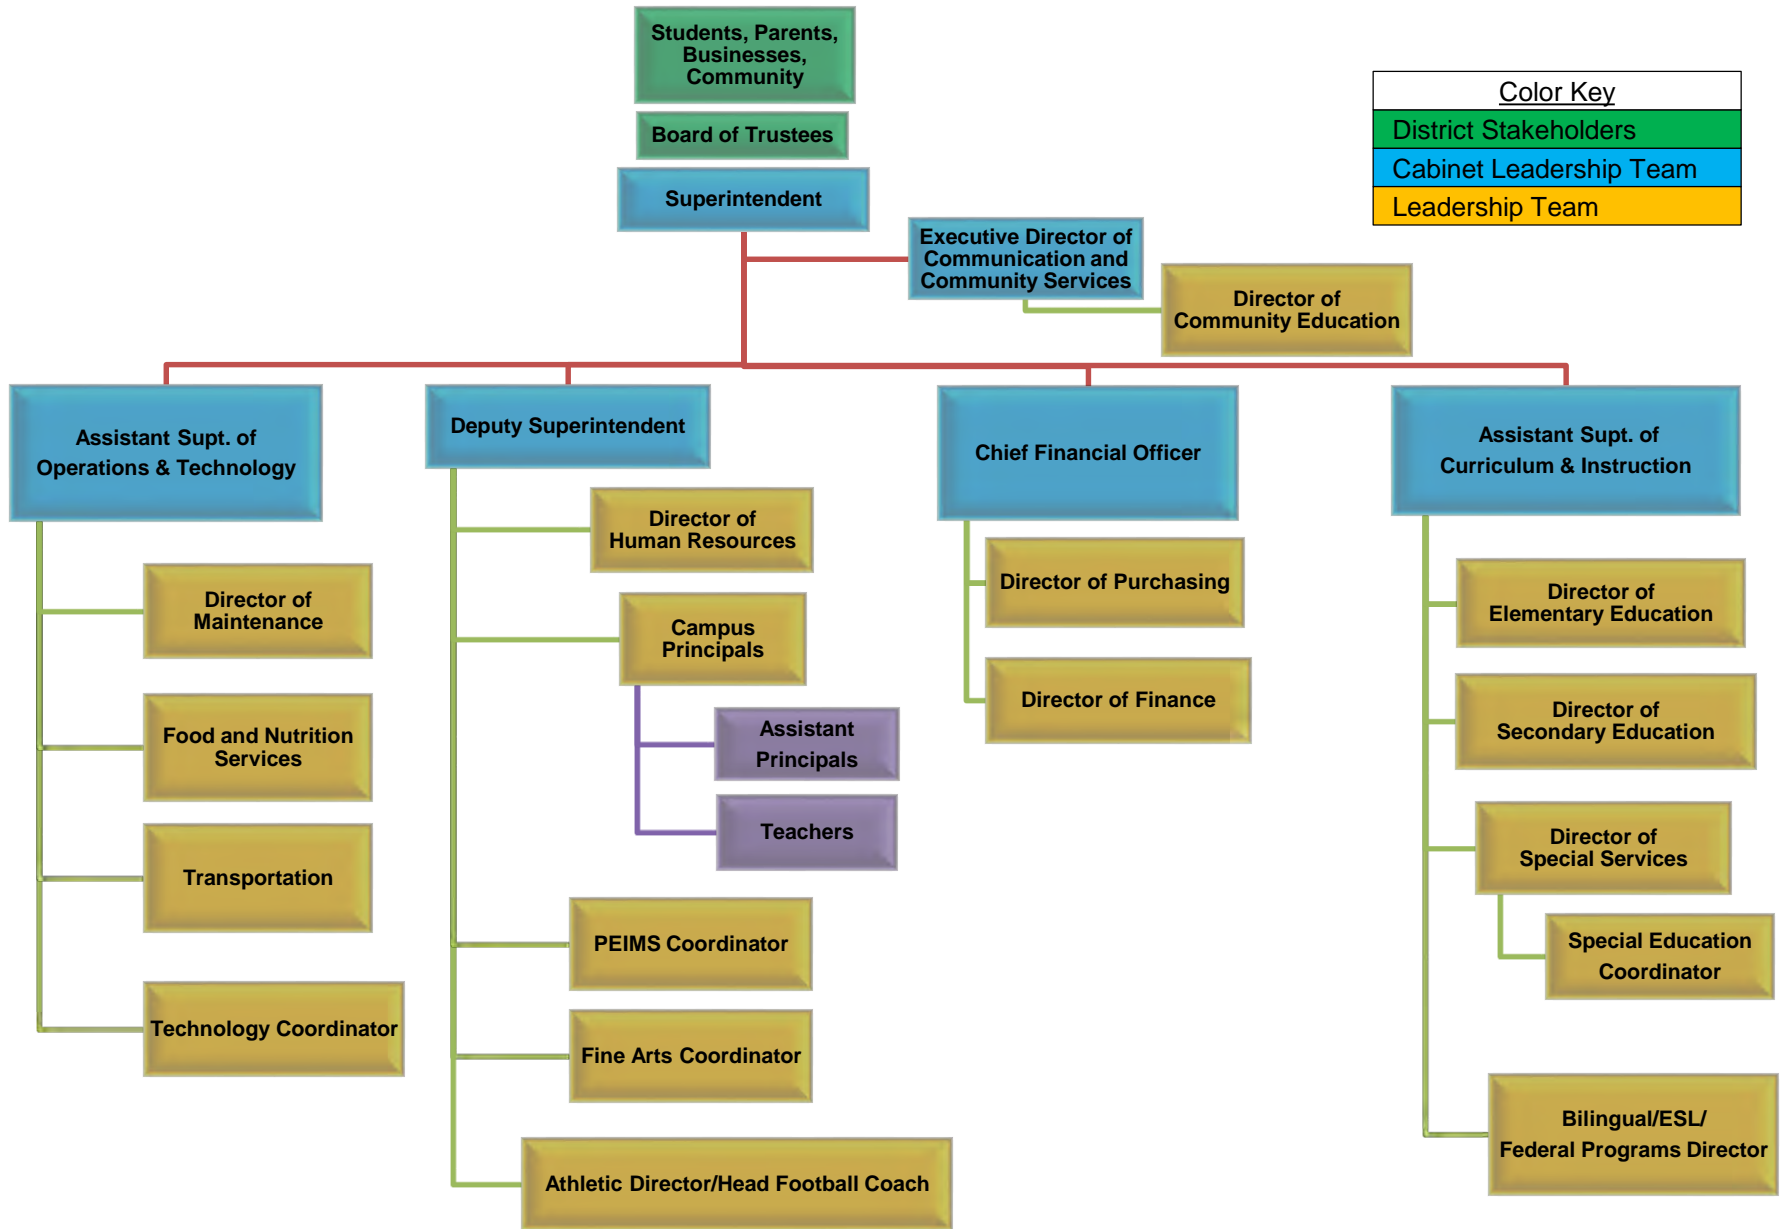 Students, Parents,
Businesses,
Community
Board of Trustees
Superintendent
Color Key
District Stakeholders
Cabinet Leadership Team
Leadership Team
Executive Director of
Communication and
Community Services
Director of
Community Education
Assistant Supt. of
Operations & Technology
Director of
Maintenance
Food and Nutrition
Services
Transportation
Technology Coordinator
Deputy Superintendent
Director of
Human Resources
Campus
Principals
Assistant
Principals
Teachers
PEIMS Coordinator
Fine Arts Coordinator
Athletic Director/Head Football Coach
Chief Financial Officer
Director of Purchasing
Director of Finance
Assistant Supt. of
Curriculum & Instruction
Director of
Elementary Education
Director of
Secondary Education
Director of
Special Services
Special Education
Coordinator
Bilingual/ESL/
Federal Programs Director